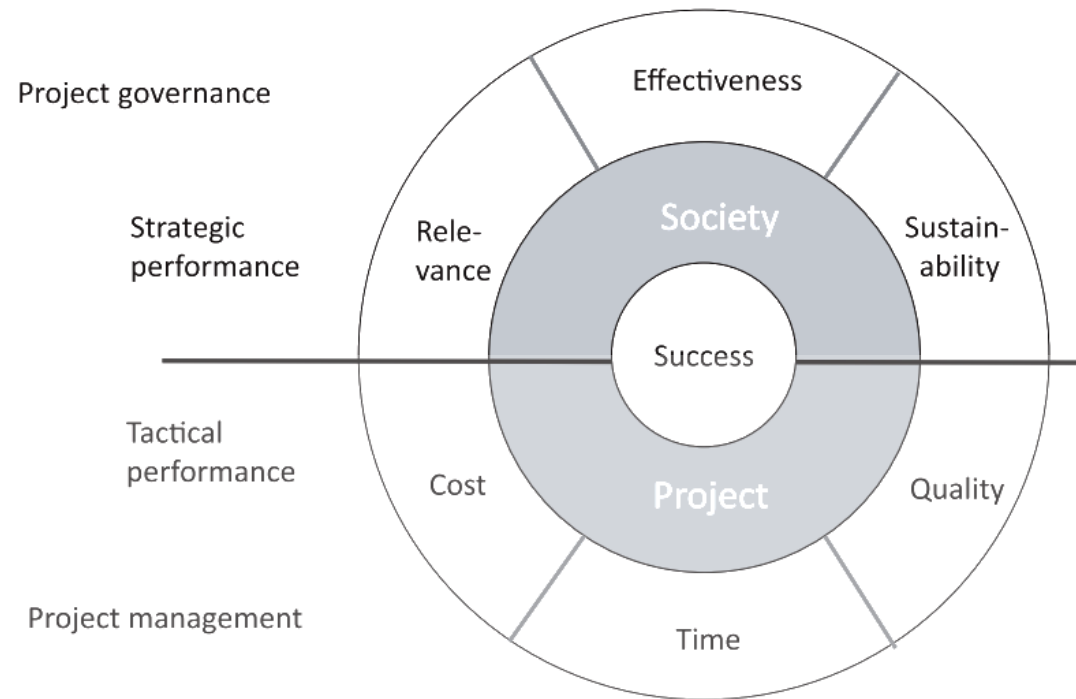 Project governance
Effectiveness
Society
Strategic
performance
Rele-
vance
Sustain-
ability
Success
Tactical
performance
Cost
Project
Quality
Project management
Time